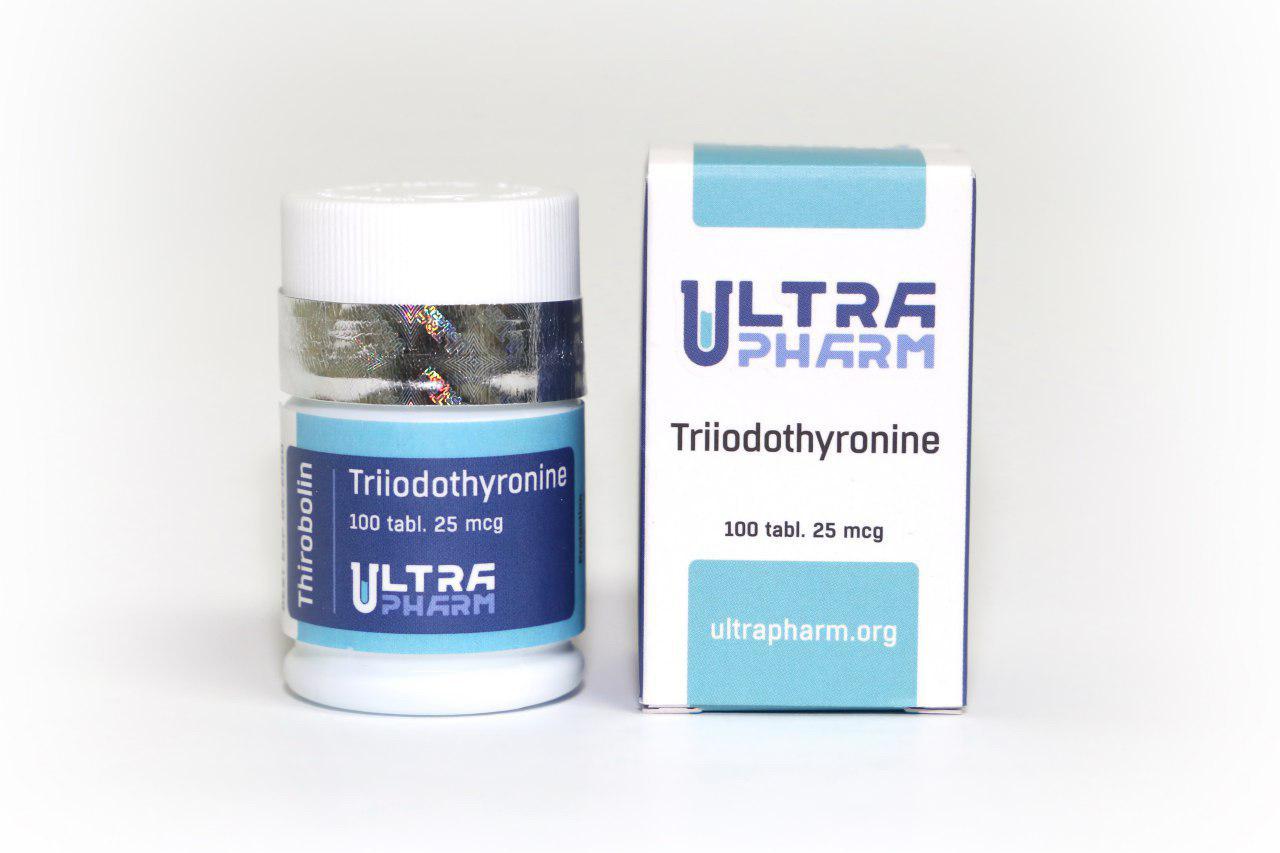 Thirobolin
Triiodothyronine
100 tabl. 25 mcg
ULTRA
PHARM
ULTRA
PHARM
Triiodothyronine
100 tabl. 25 mcg
ultrapharm.org